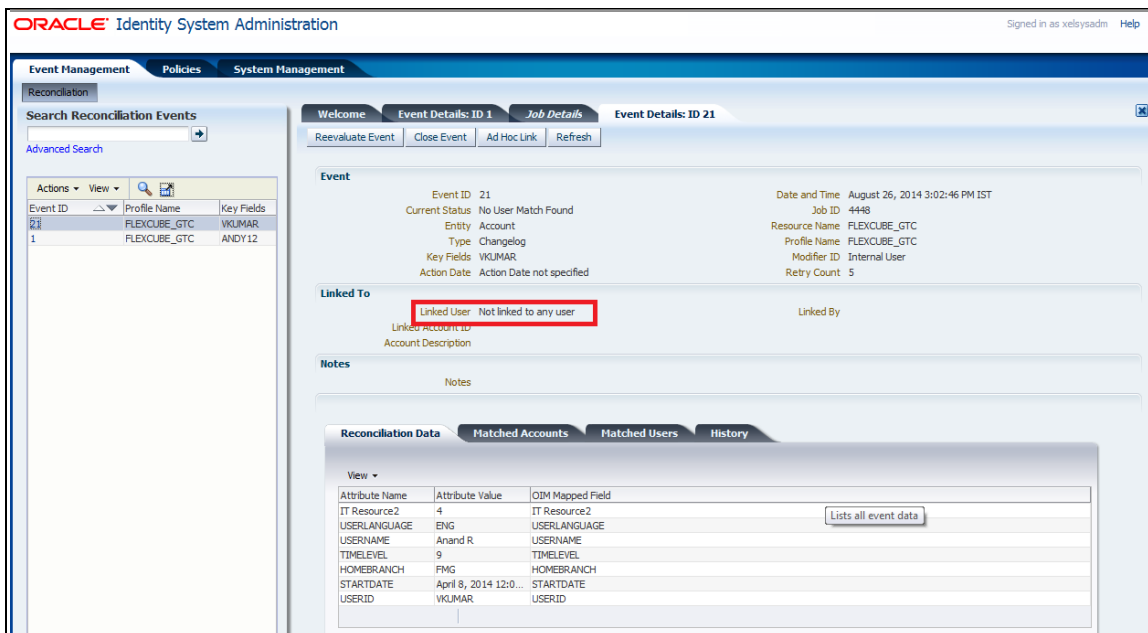 ORACLE Identity System Administration
Signed in as xelsysadm Help
Event Management Policies System Management
Reconciliation
Search Reconciliation Events
Advanced Search
Actions View
Event ID Profile Name Key Fields
21 FLEXCUBE_GTC VKUMAR
1 FLEXCUBE_GTC ANDY12
Welcome Event Details: ID 1 Job Details Event Details: ID 21
Reevaluate Event Close Event Ad Hoc Link Refresh
Event
Event ID 21 Date and Time August 26, 2014 3:02:46 PM IST
Current Status No User Match Found Job ID 4448
Entity Account Resource Name FLEXCUBE_GTC
Type Changelog Profile Name FLEXCUBE_GTC
Key Fields VKUMAR Modifier ID Internal User
Action Date Action Date not specified Retry Count 5
Linked To
Linked User Not linked to any user Linked By
Linked Account ID
Account Description
Notes
Notes
Reconciliation Data Matched Accounts Matched Users History
View
Attribute Name Attribute Value OIM Mapped Field
IT Resource2 4 IT Resource2
Lists all event data
USERLANGUAGE ENG USERLANGUAGE
USERNAME Anand R USERNAME
TIMELEVEL 9 TIMELEVEL
HOMEBRANCH FMG HOMEBRANCH
STARTDATE April 8, 2014 12:0... STARTDATE
USERID VKUMAR USERID